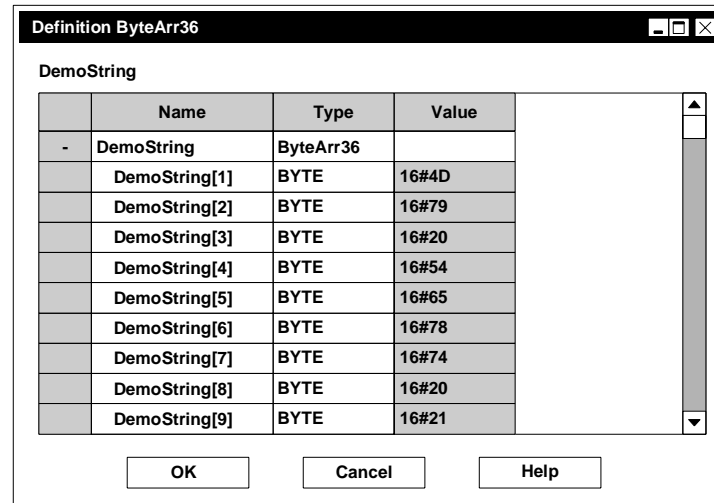 Definition ByteArr36
DemoString
Name Type Value
- DemoString ByteArr36
DemoString[1] BYTE 16#4D
DemoString[2] BYTE 16#79
DemoString[3] BYTE 16#20
DemoString[4] BYTE 16#54
DemoString[5] BYTE 16#65
DemoString[6] BYTE 16#78
DemoString[7] BYTE 16#74
DemoString[8] BYTE 16#20
DemoString[9] BYTE 16#21
OK Cancel Help